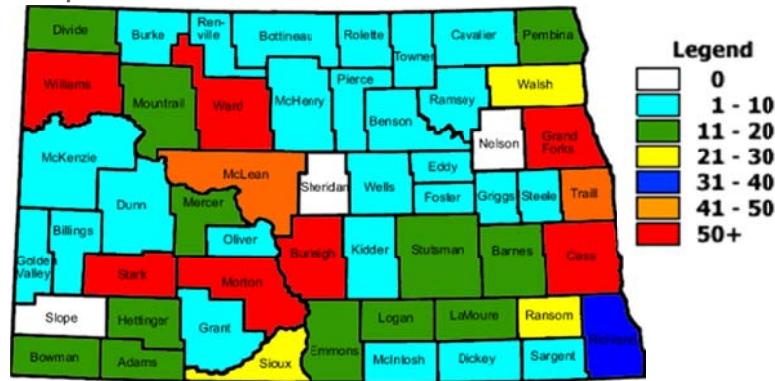 Divide
Burke
Ren-
ville
Bottineau
Rolette
Towner
Cavalier
Pembina
Williams
Mountrail
Ward
McHenry
Pierce
Benson
Ramsey
Walsh
Nelson
Grand
Forks
McKenzie
Dunn
McLean
Mercer
Sheridan
Wells
Eddy
Foster
Griggs
Steele
Traill
Golden
Valley
Billings
Oliver
Burleigh
Kidder
Stutsman
Barnes
Cass
Stark
Morton
Slope
Hettinger
Grant
Logan
LaMoure
Ransom
Richland
Bowman
Adams
Sioux
Emmons
McIntosh
Dickey
Sargent
Legend
0
1 - 10
11 - 20
21 - 30
31 - 40
41 - 50
50+